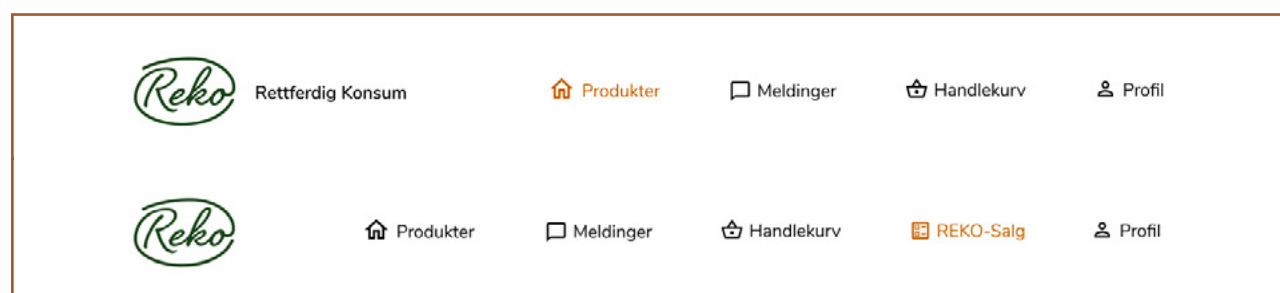 Reko Rettferdig Konsum Produkter Meldinger Handlekurv Profil
Reko Produkter Meldinger Handlekurv REKO-Salg Profil